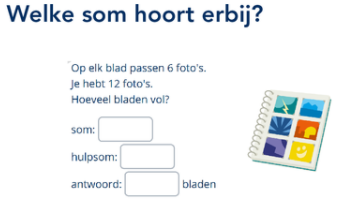 Welke som hoort erbij?
Op elk blad passen 6 foto's.
Je hebt 12 foto's.
Hoeveel bladen vol?
som:
hulpsom:
antwoord: bladen